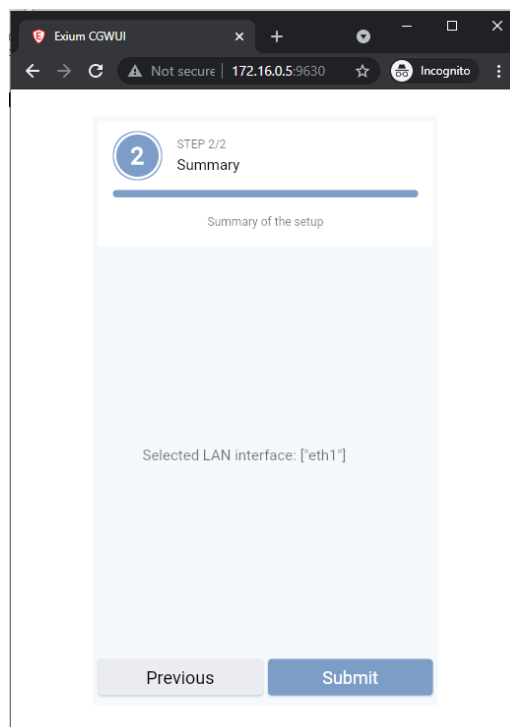 Exium CGWUI
Not secure 172.16.0.5:9630 Incognito
2
STEP 2/2
Summary
Summary of the setup
Selected LAN interface: ["eth1"]
Previous Submit